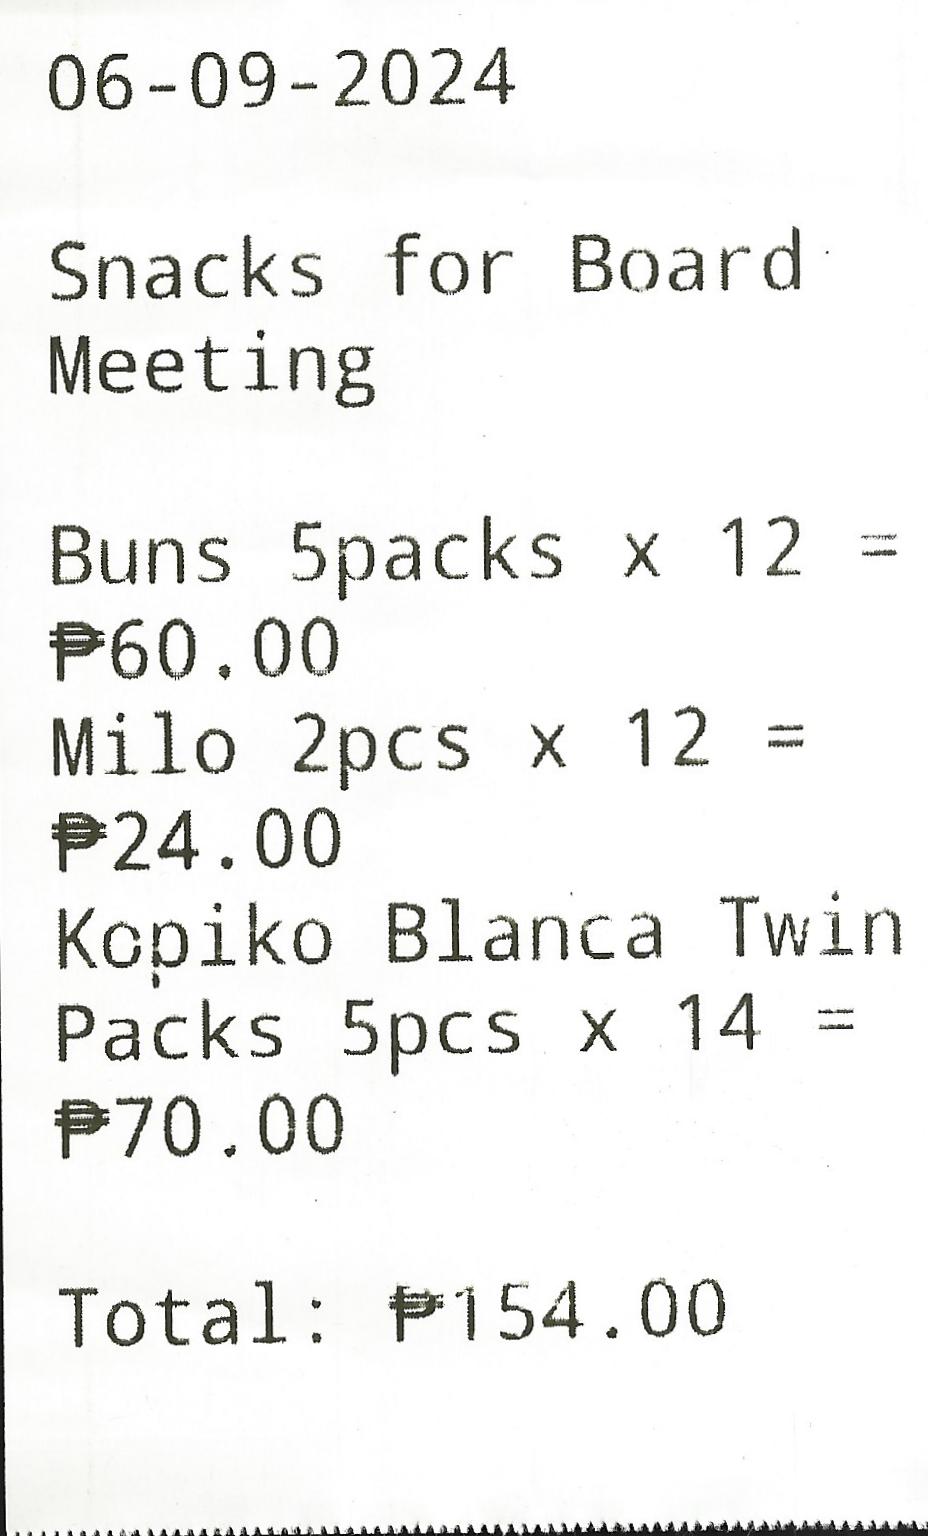 06-09-2024
Snacks for Board
Meeting
Buns 5packs x 12 =
₱60.00
Milo 2pcs x 12 =
₱24.00
Kopiko Blanca Twin
Packs 5pcs x 14 =
₱70.00
Total: ₱154.00